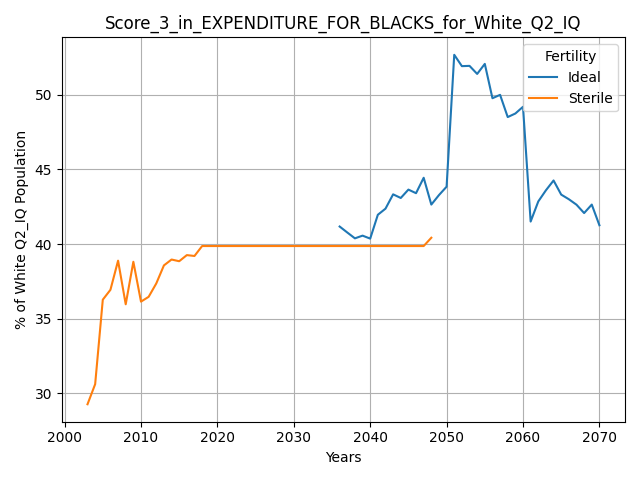 Score_3_in_EXPENDITURE_FOR_BLACKS_for_White_Q2_IQ
Fertility
Ideal
Sterile
% of White Q2_IQ Population
50
45
40
35
30
2000 2010 2020 2030 2040 2050 2060 2070
Years